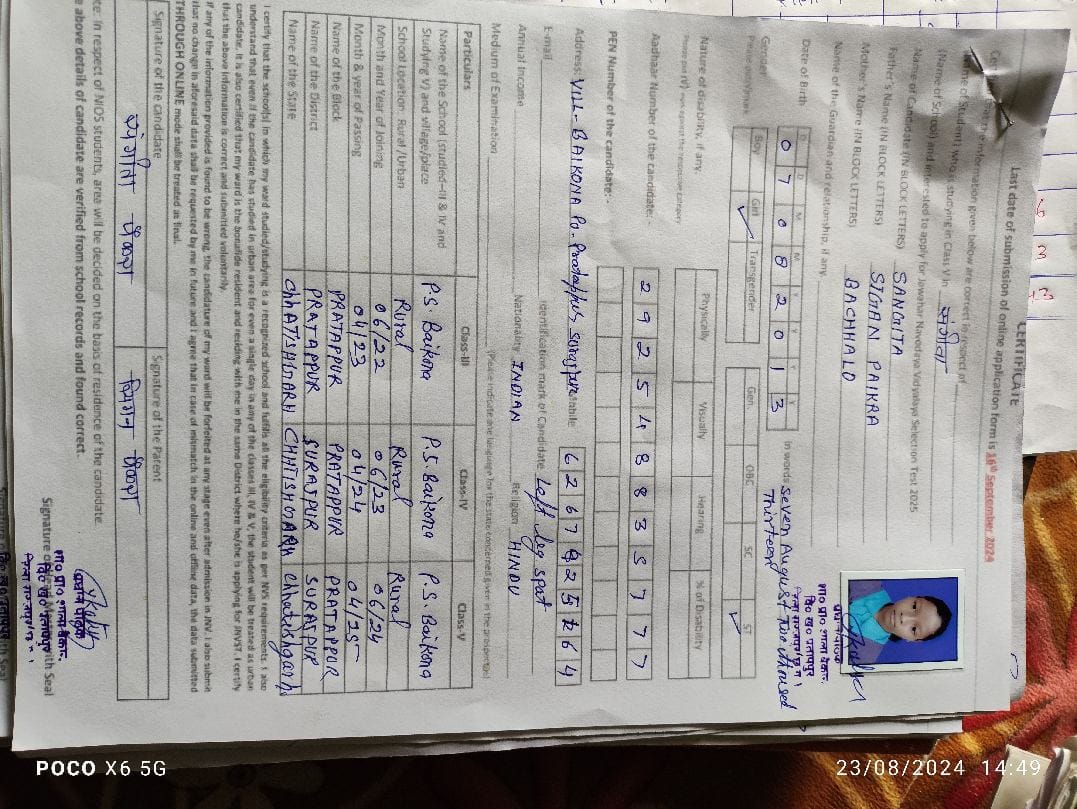 CERTIFICATE
Last date of submission of online application form is 16th September 2024
the information given below are correct in respect of
(Name of Student) who is studying in Class V in
(Name of School) and interested to apply for Jawahar Navodaya Vidyalaya Selection Test 2025
Name of Candidate (IN BLOCK LETTERS) SANGITA
Father's Name (IN BLOCK LETTERS) SIGAN PAIKRA
Mother's Name (IN BLOCK LETTERS) BACHHALO
Name of the Guardian and relationship, if any
D D M M Y Y Y Y
Date of Birth 0 7 0 8 2 0 1 3 In words Seven August Two thoused
Thirteen
Gender Boy Girl ✓ Transgender Gen. OBC SC ST ✓
Nature of disability, if any. Physically Visually Hearing % of Disability
(Please put (✓) mark against the respective category
Aadhaar Number of the candidate: 2 9 2 5 4 8 8 3 5 7 7 7
PEN Number of the candidate: -
Address: VILL- BAIKONA Po. Pratappur, Surajpur Mobile 6 2 6 7 9 2 5 2 6 4
E-mail Identification mark of Candidate Left leg spat
Annual Income Nationality INDIAN Religion HINDU
Medium of Examination (Please indicate one language for the state concerned given in the prospectus)
Particulars Class-III Class-IV Class-V
Name of the School (studied–III & IV and
Studying V) and village/place P.S. Baikona P.S. Baikona P.S. Baikona
School Location: Rural /Urban Rural Rural Rural
Month and Year of Joining 06/22 06/23 06/24
Month & year of Passing 04/23 04/24 04/25
Name of the Block PRATAPPUR PRATAPPUR PRATAPPUR
Name of the District PRATAPPUR SURAJPUR SURAJPUR
Name of the State ChhATISHGARH CHHTISHGARH Chhatishgarh
I certify that the school(s) in which my ward studied/studying is a recognized school and fulfils all the eligibility criteria as per NVS requirements. I also
understand that even if the candidate has studied in urban area for even a single day in any of the classes III, IV & V, the student will be treated as urban
candidate. It is also certified that my ward is the bonafide resident and residing with me in the same District where he/she is applying for JNVST. I certify
that the above information is correct and submitted voluntarily.
If any of the information provided is found to be wrong, the candidature of my ward will be forfeited at any stage even after admission in JNV. I also submit
that no change in aforesaid data shall be requested by me in future and I agree that in case of mismatch in the online and offline data, the data submitted
THROUGH ONLINE mode shall be treated as final.
Signature of the candidate Signature of the Parent
संगीता पैकरा सिगन पैकरा
ce: In respect of NIOS students, area will be decided on the basis of residence of the candidate.
e above details of candidate are verified from school records and found correct.
प्रधान पाठक
Signature of Head Master with Seal
POCO X6 5G
23/08/2024 14:49